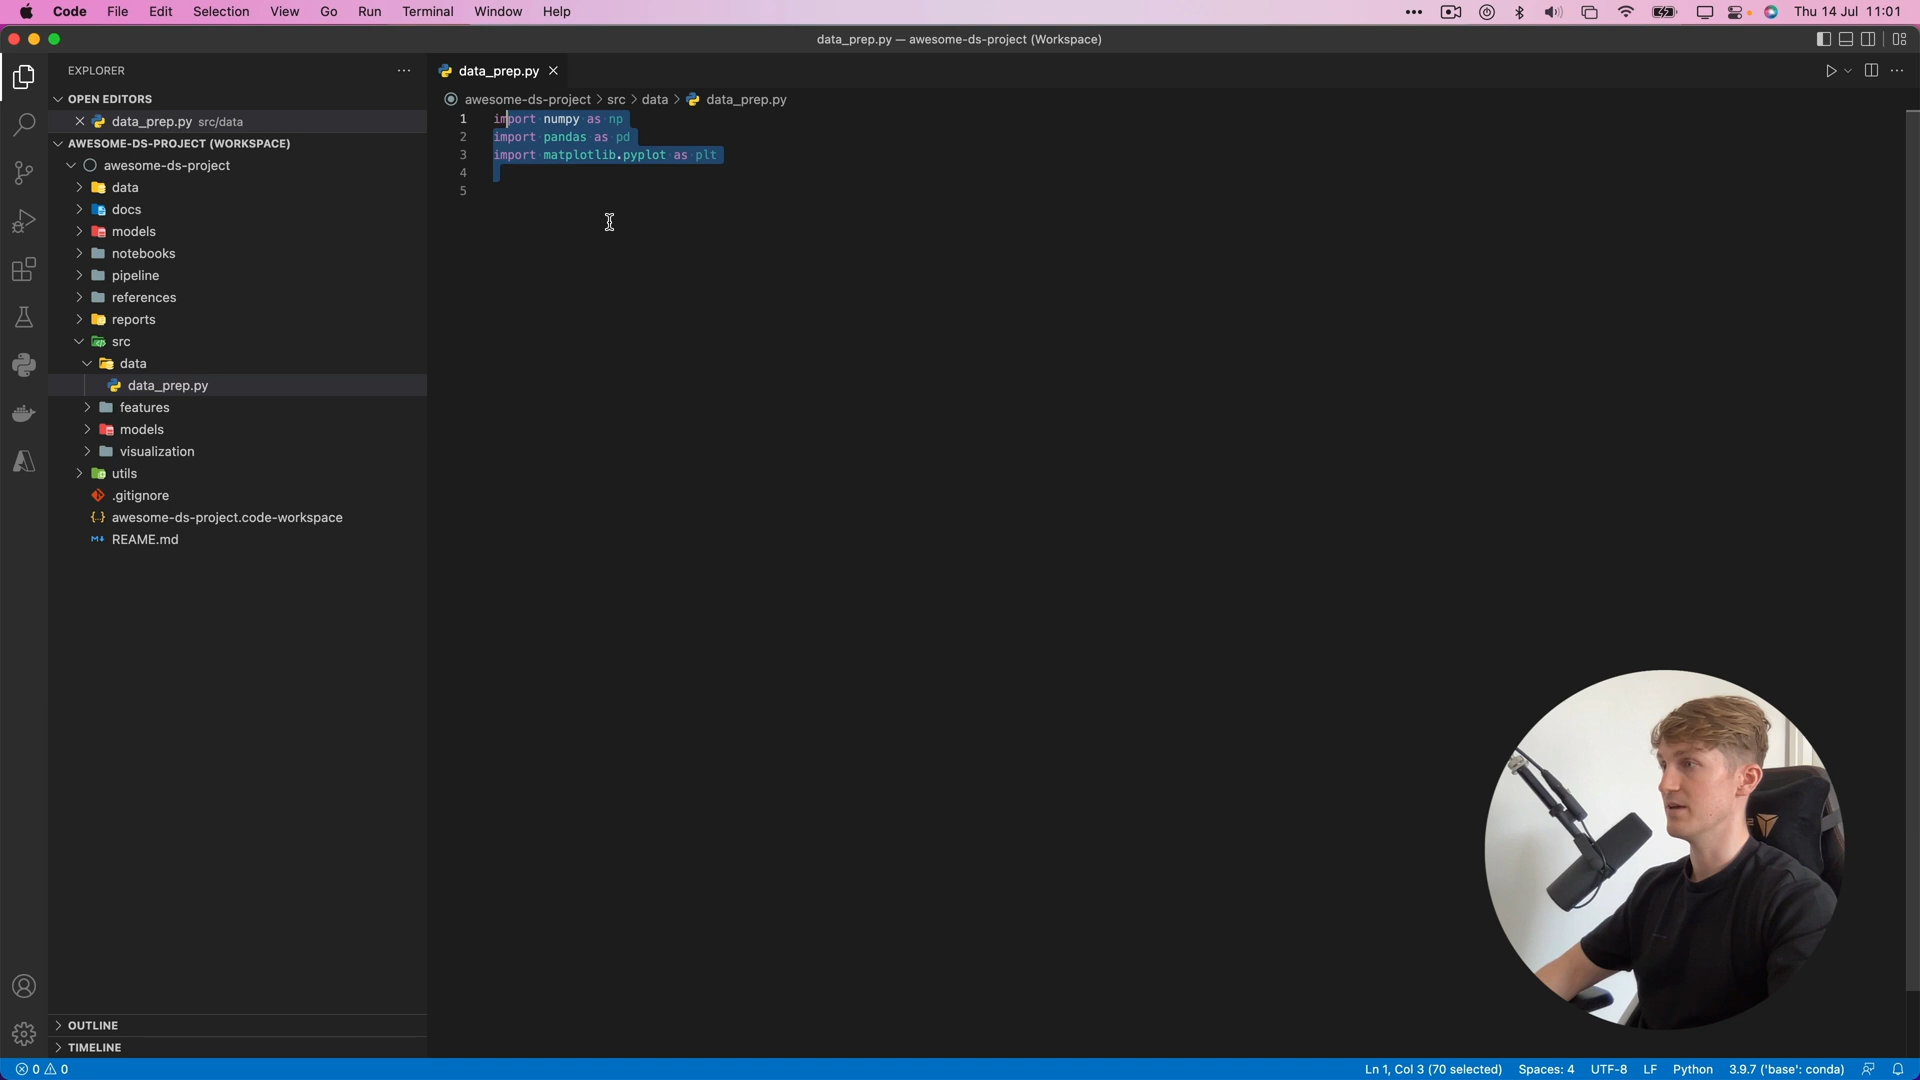 Code File Edit Selection View Go Run Terminal Window Help Thu 14 Jul 11:01
data_prep.py — awesome-ds-project (Workspace)
EXPLORER
OPEN EDITORS
data_prep.py src/data
AWESOME-DS-PROJECT (WORKSPACE)
awesome-ds-project
data
docs
models
notebooks
pipeline
references
reports
src
data
data_prep.py
features
models
visualization
utils
.gitignore
awesome-ds-project.code-workspace
REAME.md
OUTLINE
TIMELINE
data_prep.py
awesome-ds-project > src > data > data_prep.py
1 import numpy as np
2 import pandas as pd
3 import matplotlib.pyplot as plt
4
5
0 0 Ln 1, Col 3 (70 selected) Spaces: 4 UTF-8 LF Python 3.9.7 ('base': conda)